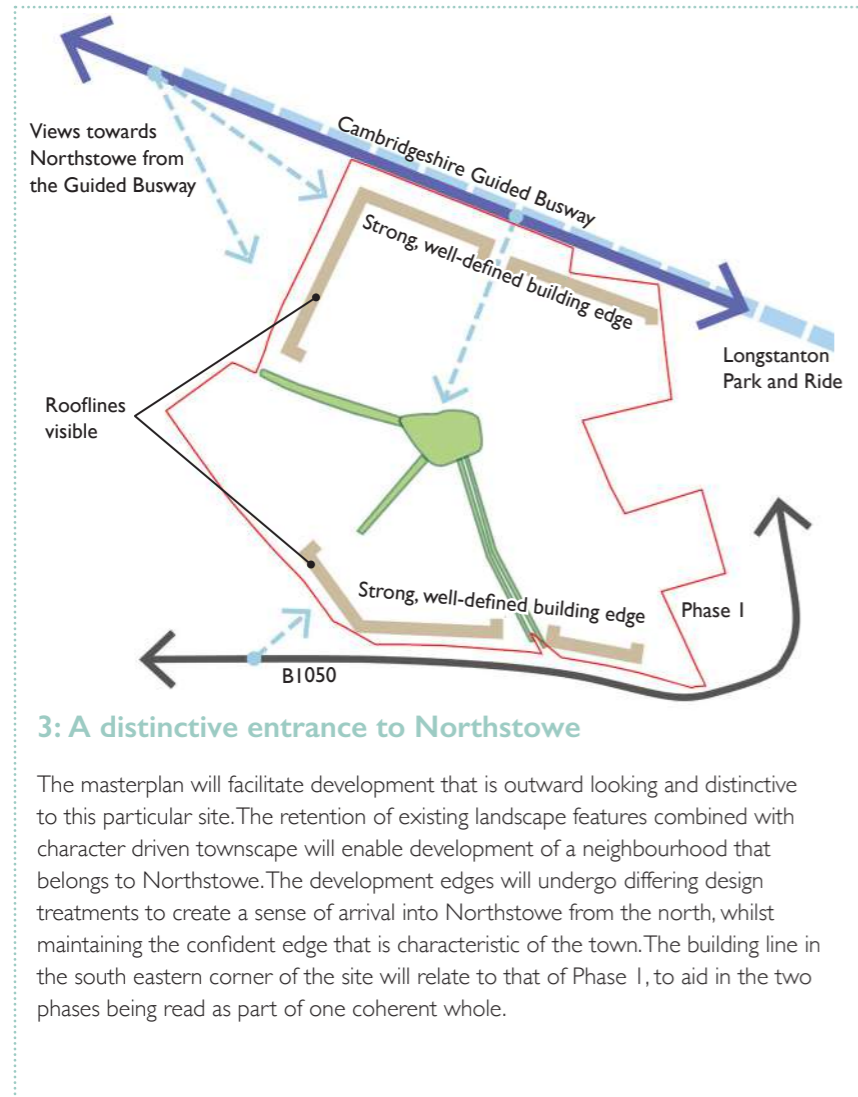 Views towards
Northstowe from
the Guided Busway
Cambridgeshire Guided Busway
Strong, well-defined building edge
Longstanton
Park and Ride
Rooflines
visible
Strong, well-defined building edge
Phase 1
B1050
3: A distinctive entrance to Northstowe
The masterplan will facilitate development that is outward looking and distinctive
to this particular site. The retention of existing landscape features combined with
character driven townscape will enable development of a neighbourhood that
belongs to Northstowe. The development edges will undergo differing design
treatments to create a sense of arrival into Northstowe from the north, whilst
maintaining the confident edge that is characteristic of the town. The building line in
the south eastern corner of the site will relate to that of Phase 1, to aid in the two
phases being read as part of one coherent whole.